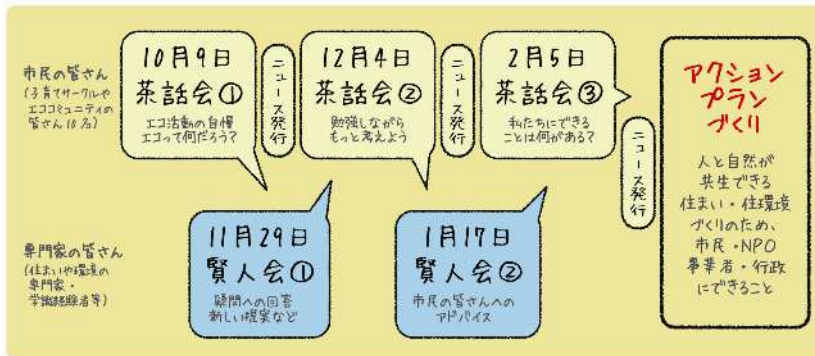 市民の皆さん
(子育てサークルや
エココミュニティの
皆さん10名)
10月9日
茶話会①
エコ活動の自慢
エコって何だろう?
ニュース発行
12月4日
茶話会②
勉強しながら
もっと考えよう
ニュース発行
2月5日
茶話会③
私たちにできる
ことは何がある?
ニュース発行
専門家の皆さん
(住まいや環境の
専門家・
学識経験者等)
11月29日
賢人会①
疑問への回答
新しい提案など
1月17日
賢人会②
市民の皆さんへの
アドバイス
アクション
プラン
づくり
人と自然が
共生できる
住まい・住環境
づくりのため、
市民・NPO
事業者・行政
にできること